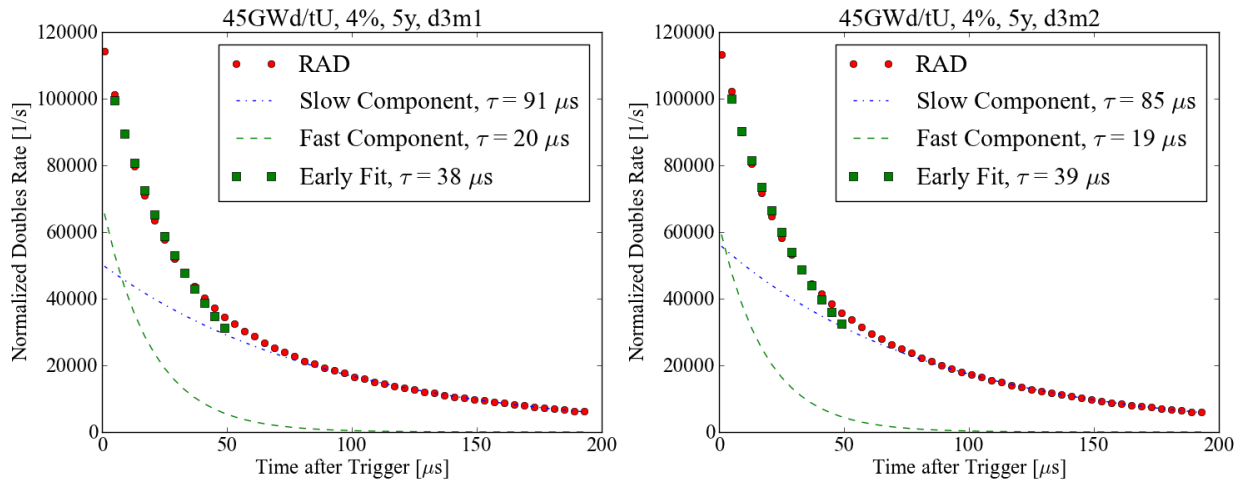 45GWd/tU, 4%, 5y, d3m1
120000
100000
80000
60000
40000
20000
0
Normalized Doubles Rate [1/s]
RAD
Slow Component, τ = 91 μs
Fast Component, τ = 20 μs
Early Fit, τ = 38 μs
0 50 100 150 200
Time after Trigger [μs]
45GWd/tU, 4%, 5y, d3m2
120000
100000
80000
60000
40000
20000
0
Normalized Doubles Rate [1/s]
RAD
Slow Component, τ = 85 μs
Fast Component, τ = 19 μs
Early Fit, τ = 39 μs
0 50 100 150 200
Time after Trigger [μs]